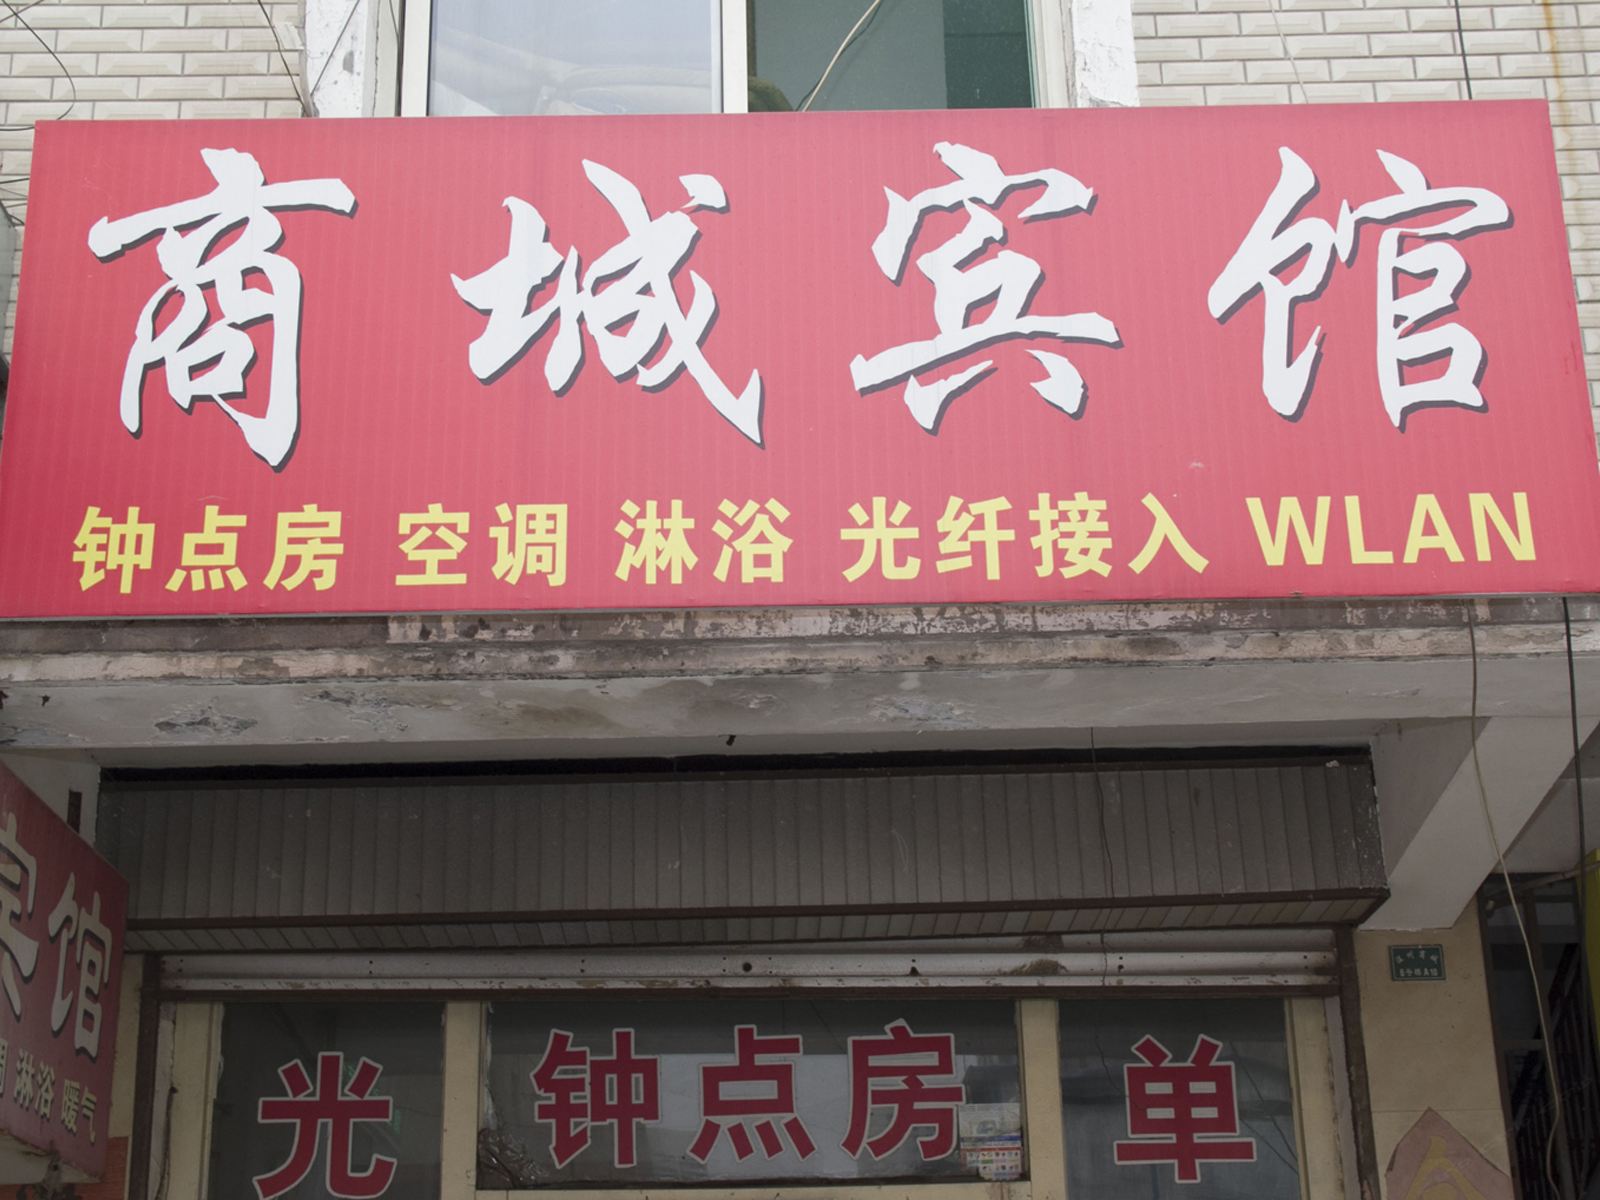 商城宾馆
钟点房 空调 淋浴 光纤接入 WLAN
宾馆
调 淋浴 暖气
光 钟点房 单